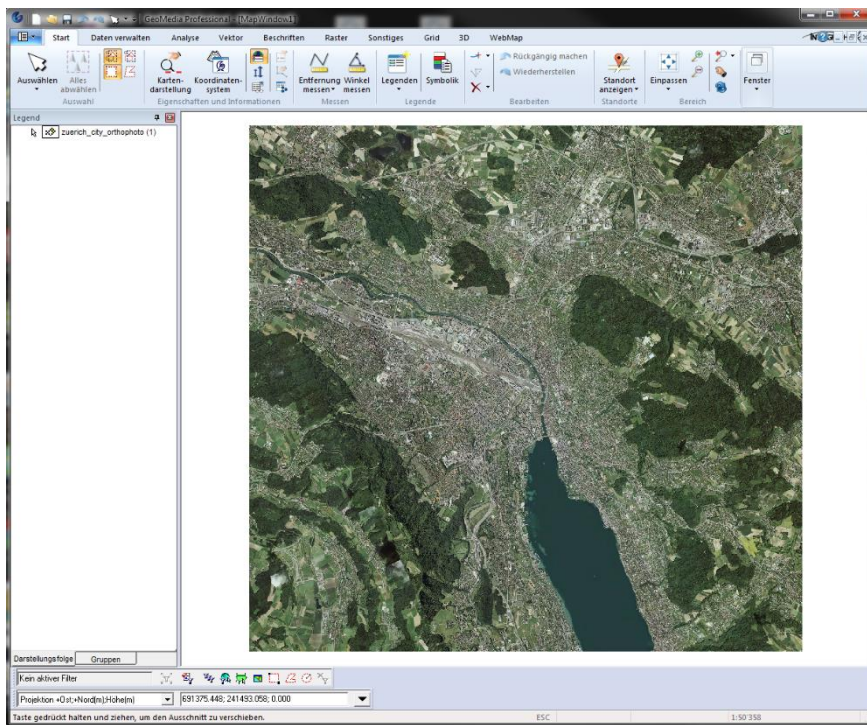 GeoMedia Professional - [MapWindow1]
Start Daten verwalten Analyse Vektor Beschriften Raster Sonstiges Grid 3D WebMap
Auswählen
Alles abwählen
Auswahl
Karten-darstellung
Koordinaten-system
Eigenschaften und Informationen
Entfernung messen
Winkel messen
Messen
Legenden
Symbolik
Legende
Rückgängig machen
Wiederherstellen
Bearbeiten
Standort anzeigen
Standorte
Einpassen
Bereich
Fenster
Legend
zuerich_city_orthophoto (1)
Darstellungsfolge Gruppen
Kein aktiver Filter
Projektion +Ost;+Nord(m);Höhe(m) 691375.448; 241493.058; 0.000
Taste gedrückt halten und ziehen, um den Ausschnitt zu verschieben. ESC 1:50 358